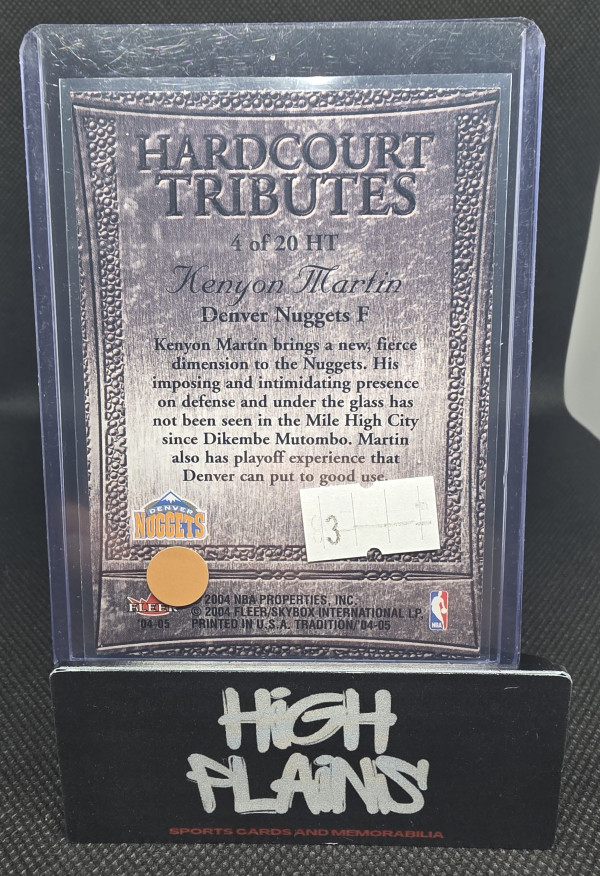 HARDCOURT
TRIBUTES
4 of 20 HT
Kenyon Martin
Denver Nuggets F
Kenyon Martin brings a new, fierce
dimension to the Nuggets. His
imposing and intimidating presence
on defense and under the glass has
not been seen in the Mile High City
since Dikembe Mutombo. Martin
also has playoff experience that
Denver can put to good use.
DENVER
NUGGETS
3
2004 NBA PROPERTIES, INC.
FLEER
© 2004 FLEER/SKYBOX INTERNATIONAL LP
'04-05
PRINTED IN U.S.A. TRADITION/'04-05
NBA
HiGH
PLAiNS
SPORTS CARDS AND MEMORABILIA